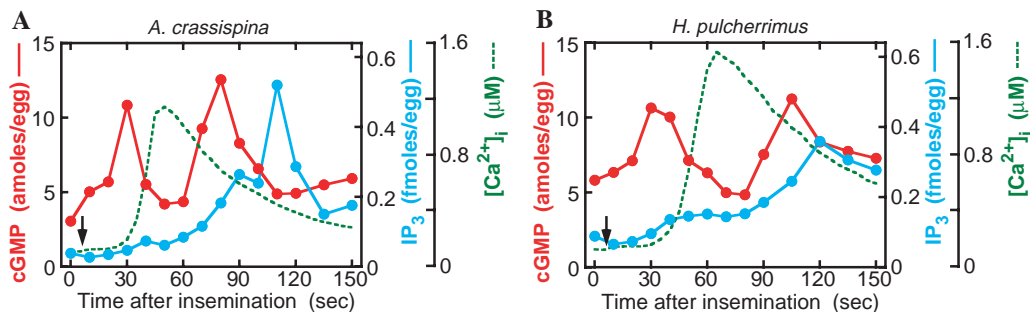 A
A. crassispina
cGMP (amoles/egg)
15
10
5
0
0 30 60 90 120 150
Time after insemination (sec)
IP3 (fmoles/egg)
0.6
0.4
0.2
0
[Ca2+]i (μM)
1.6
0.8
0
B
H. pulcherrimus
cGMP (amoles/egg)
15
10
5
0
0 30 60 90 120 150
Time after insemination (sec)
IP3 (fmoles/egg)
0.6
0.4
0.2
0
[Ca2+]i (μM)
1.6
0.8
0